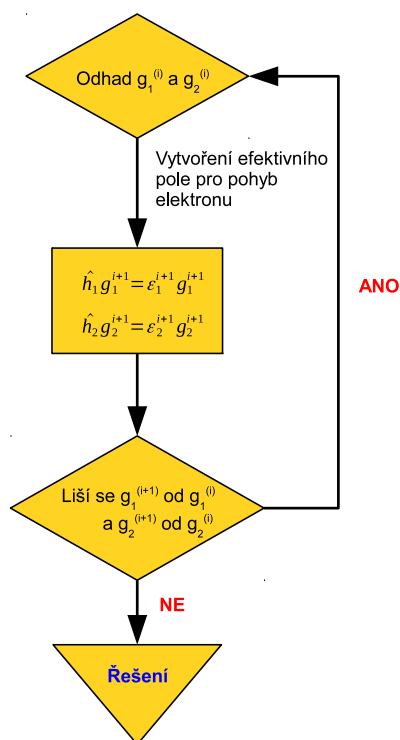 Odhad g₁⁽ⁱ⁾ a g₂⁽ⁱ⁾
Vytvoření efektivního
pole pro pohyb
elektronu
ĥ₁g₁ⁱ⁺¹=ε₁ⁱ⁺¹g₁ⁱ⁺¹
ĥ₂g₂ⁱ⁺¹=ε₂ⁱ⁺¹g₂ⁱ⁺¹
ANO
Liší se g₁⁽ⁱ⁺¹⁾ od g₁⁽ⁱ⁾
a g₂⁽ⁱ⁺¹⁾ od g₂⁽ⁱ⁾
NE
Řešení